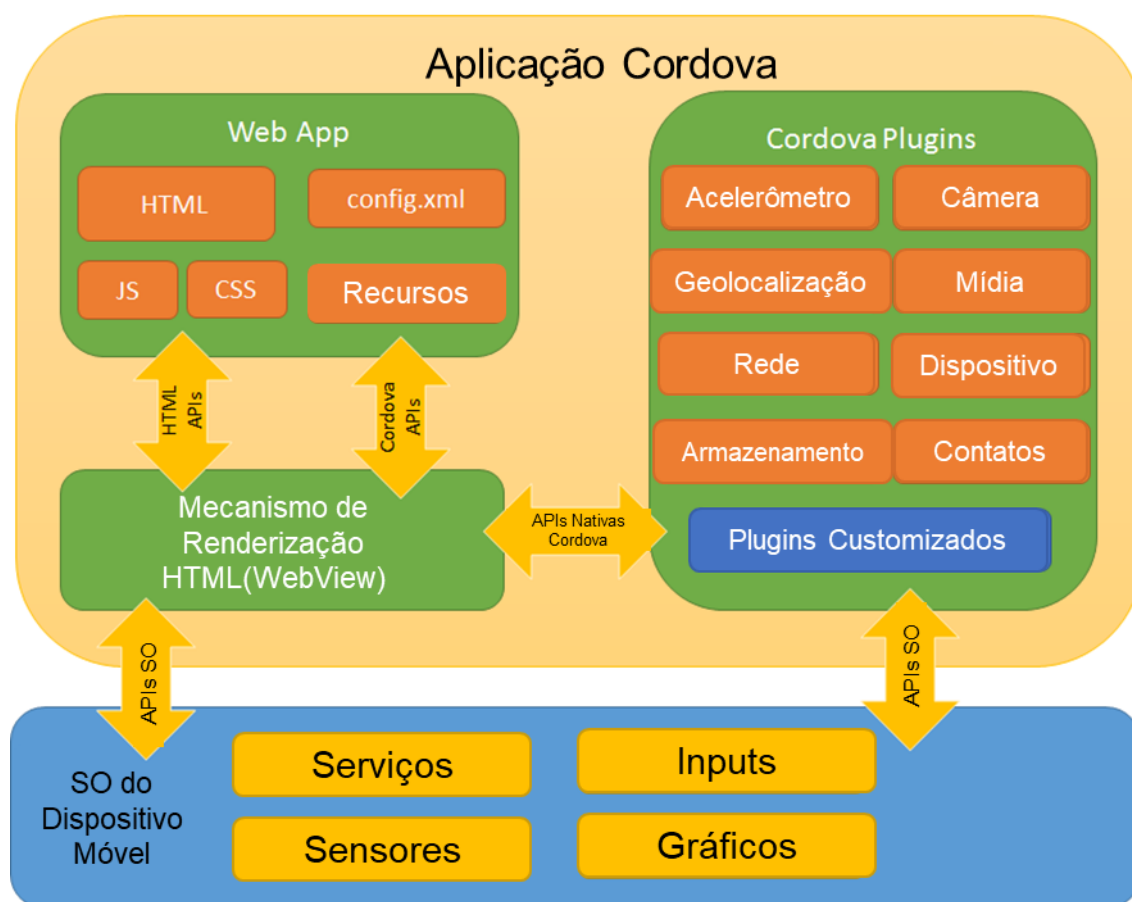 Aplicação Cordova
Web App
HTML
config.xml
JS
CSS
Recursos
HTML
APIs
Cordova
APIs
Mecanismo de
Renderização
HTML(WebView)
APIs Nativas
Cordova
Cordova Plugins
Acelerômetro
Câmera
Geolocalização
Mídia
Rede
Dispositivo
Armazenamento
Contatos
Plugins Customizados
APIs SO
APIs SO
SO do
Dispositivo
Móvel
Serviços
Inputs
Sensores
Gráficos